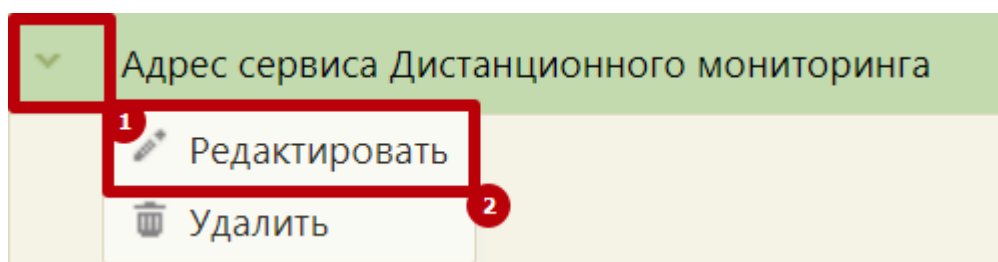 Адрес сервиса Дистанционного мониторинга
1
Редактировать
2
Удалить